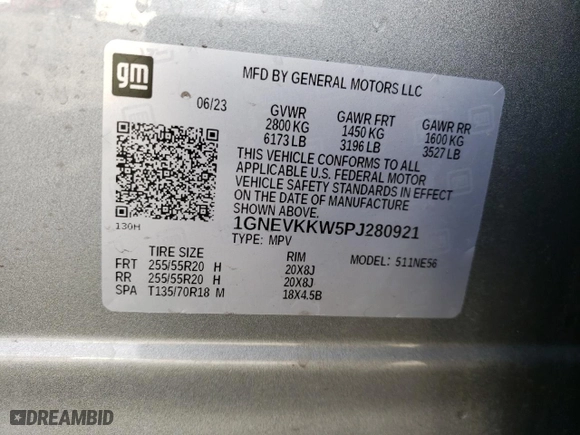 gm
MFD BY GENERAL MOTORS LLC
06/23
GVWR GAWR FRT GAWR RR
2800 KG 1450 KG 1600 KG
6173 LB 3196 LB 3527 LB
THIS VEHICLE CONFORMS TO ALL
APPLICABLE U.S. FEDERAL MOTOR
VEHICLE SAFETY STANDARDS IN EFFECT
ON THE DATE OF MANUFACTURE
SHOWN ABOVE.
130H
1GNEVKKW5PJ280921
TYPE: MPV
TIRE SIZE RIM MODEL: 511NE56
FRT 255/55R20 H 20X8J
RR 255/55R20 H 20X8J
SPA T135/70R18 M 18X4.5B
DREAMBID